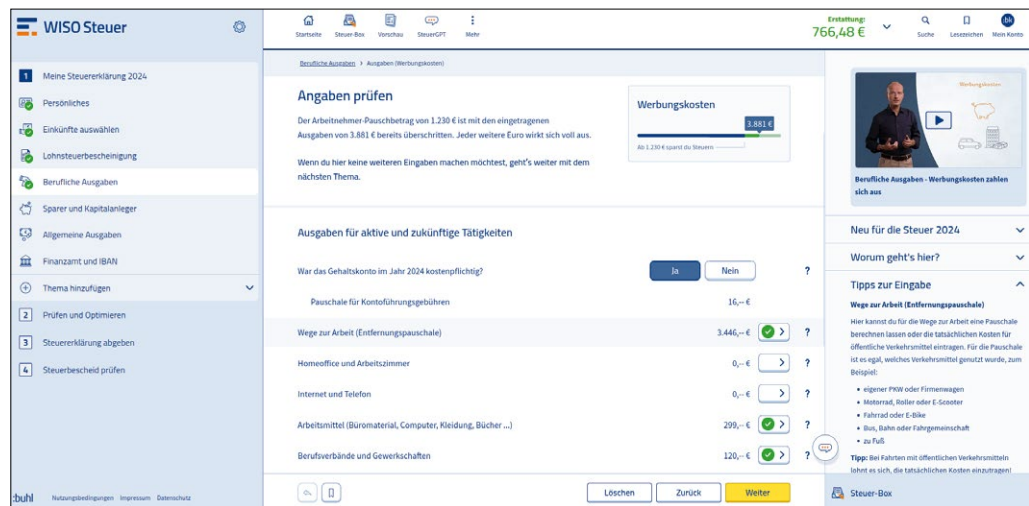 WISO Steuer
Startseite
Steuer-Box
Vorschau
SteuerGPT
Mehr
Erstattung:
766,48 €
Suche
Lesezeichen
Mein Konto
:bk
1 Meine Steuererklärung 2024
Persönliches
Einkünfte auswählen
Lohnsteuerbescheinigung
Berufliche Ausgaben
Sparer und Kapitalanleger
Allgemeine Ausgaben
Finanzamt und IBAN
Thema hinzufügen
2 Prüfen und Optimieren
3 Steuererklärung abgeben
4 Steuerbescheid prüfen
:buhl Nutzungsbedingungen Impressum Datenschutz
Berufliche Ausgaben > Ausgaben (Werbungskosten)
Angaben prüfen
Der Arbeitnehmer-Pauschbetrag von 1.230 € ist mit den eingetragenen
Ausgaben von 3.881 € bereits überschritten. Jeder weitere Euro wirkt sich voll aus.
Wenn du hier keine weiteren Eingaben machen möchtest, geht's weiter mit dem
nächsten Thema.
Werbungskosten
3.881 €
Ab 1.230 € sparst du Steuern
Ausgaben für aktive und zukünftige Tätigkeiten
War das Gehaltskonto im Jahr 2024 kostenpflichtig? Ja Nein ?
Pauschale für Kontoführungsgebühren 16,-- €
Wege zur Arbeit (Entfernungspauschale) 3.446,-- € > ?
Homeoffice und Arbeitszimmer 0,-- € > ?
Internet und Telefon 0,-- € > ?
Arbeitsmittel (Büromaterial, Computer, Kleidung, Bücher ...) 299,-- € > ?
Berufsverbände und Gewerkschaften 120,-- € > ?
Löschen
Zurück
Weiter
Werbungskosten
Berufliche Ausgaben - Werbungskosten zahlen
sich aus
Neu für die Steuer 2024
Worum geht's hier?
Tipps zur Eingabe
Wege zur Arbeit (Entfernungspauschale)
Hier kannst du für die Wege zur Arbeit eine Pauschale
berechnen lassen oder die tatsächlichen Kosten für
öffentliche Verkehrsmittel eintragen. Für die Pauschale
ist es egal, welches Verkehrsmittel genutzt wurde, zum
Beispiel:
• eigener PKW oder Firmenwagen
• Motorrad, Roller oder E-Scooter
• Fahrrad oder E-Bike
• Bus, Bahn oder Fahrgemeinschaft
• zu Fuß
Tipp: Bei Fahrten mit öffentlichen Verkehrsmitteln
lohnt es sich, die tatsächlichen Kosten einzutragen!
Steuer-Box